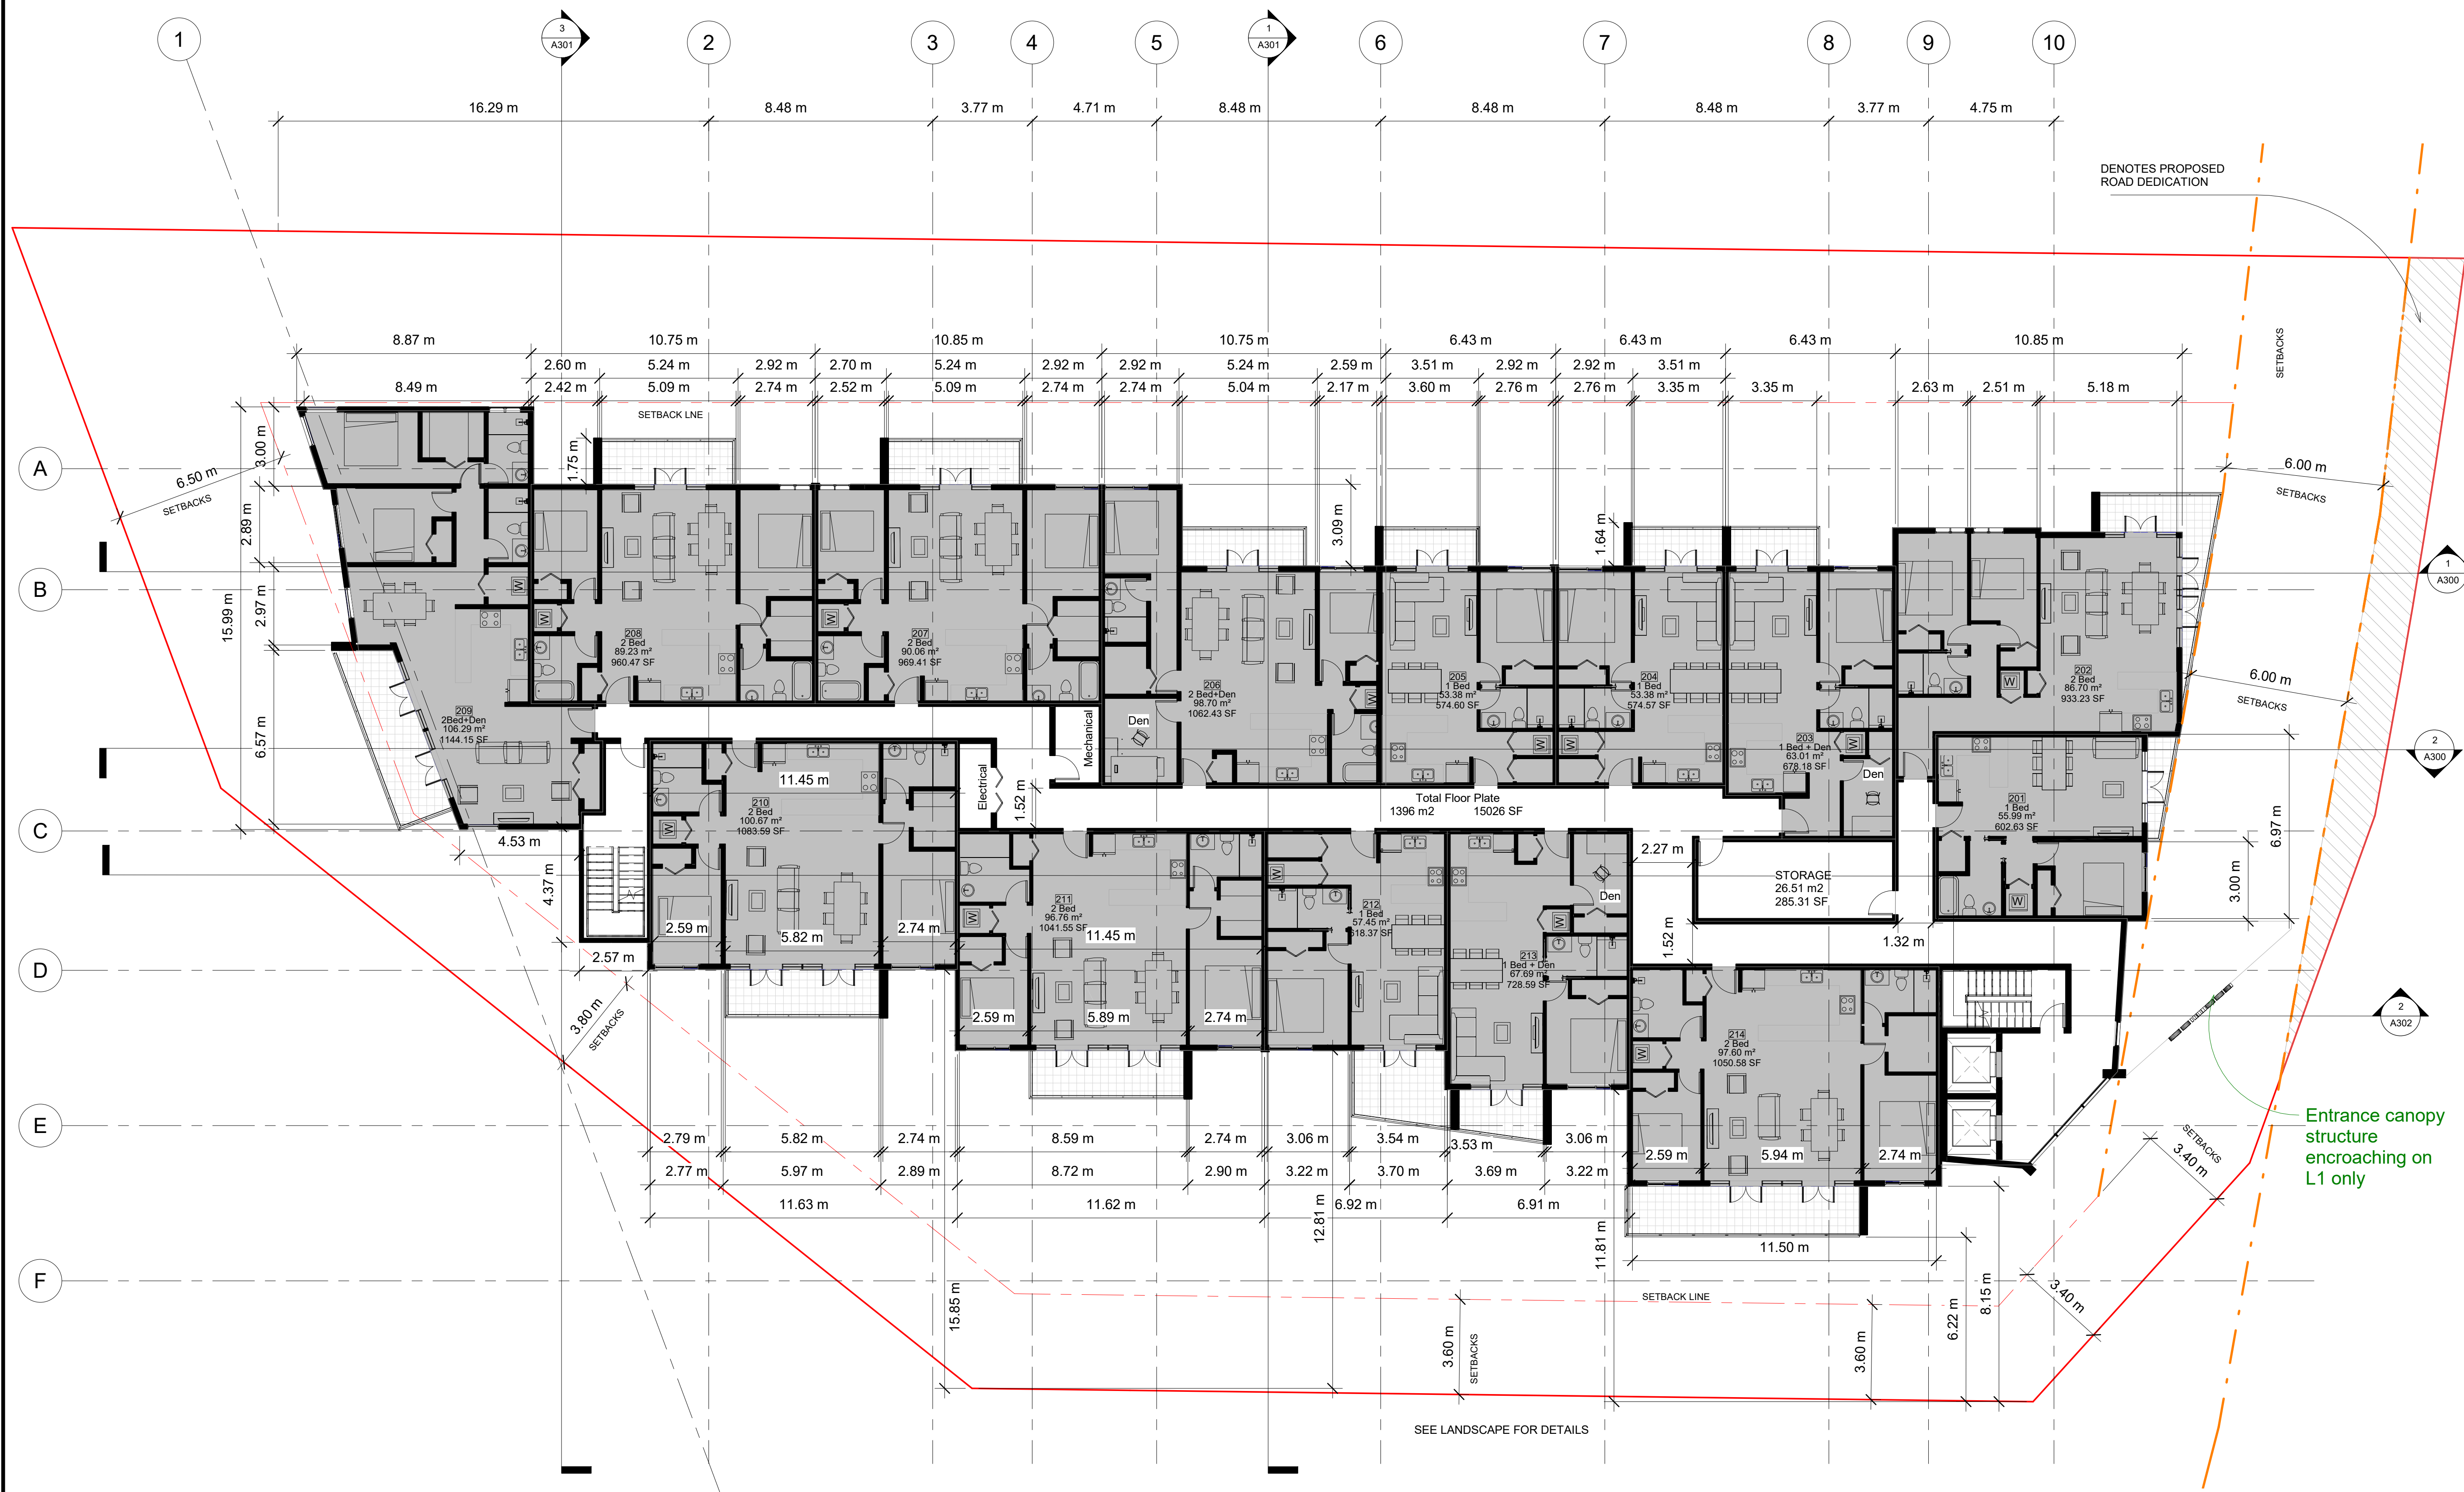 1
3
A301
2
3
4
5
1
A301
6
7
8
9
10
16.29 m
8.48 m
3.77 m
4.71 m
8.48 m
8.48 m
8.48 m
3.77 m
4.75 m
DENOTES PROPOSED
ROAD DEDICATION
SETBACKS
8.87 m
10.75 m
10.85 m
10.75 m
6.43 m
6.43 m
6.43 m
10.85 m
2.60 m
5.24 m
2.92 m
2.70 m
5.24 m
2.92 m
2.92 m
5.24 m
2.59 m
3.51 m
2.92 m
2.92 m
3.51 m
8.49 m
2.42 m
5.09 m
2.74 m
2.52 m
5.09 m
2.74 m
2.74 m
5.04 m
2.17 m
3.60 m
2.76 m
2.76 m
3.35 m
3.35 m
2.63 m
2.51 m
5.18 m
SETBACK LNE
A
6.50 m
SETBACKS
3.00 m
1.75 m
6.00 m
SETBACKS
2.89 m
3.09 m
1.64 m
B
1
A300
15.99 m
2.97 m
6.57 m
W
W
W
W
W
W
W
W
208
2 Bed
89.23 m²
960.47 SF
207
2 Bed
90.06 m²
969.41 SF
206
2 Bed+Den
98.70 m²
1062.43 SF
205
1 Bed
53.38 m²
574.60 SF
204
1 Bed
53.38 m²
574.57 SF
202
2 Bed
86.70 m²
933.23 SF
6.00 m
SETBACKS
209
2Bed+Den
106.29 m²
1144.15 SF
Mechanical
Den
203
1 Bed + Den
63.01 m²
678.18 SF
Den
2
A300
11.45 m
Electrical
1.52 m
210
2 Bed
100.67 m²
1083.59 SF
Total Floor Plate
1396 m2
15026 SF
201
1 Bed
55.99 m²
602.63 SF
6.97 m
C
4.53 m
4.37 m
W
W
W
W
W
W
2.27 m
STORAGE
26.51 m2
285.31 SF
3.00 m
211
2 Bed
96.76 m²
1041.55 SF
212
1 Bed
57.45 m²
618.37 SF
Den
2.59 m
5.82 m
2.74 m
11.45 m
1.52 m
1.32 m
D
2.57 m
213
1 Bed + Den
67.69 m²
728.59 SF
3.80 m
SETBACKS
2.59 m
5.89 m
2.74 m
214
2 Bed
97.60 m²
1050.58 SF
2
A302
E
2.79 m
5.82 m
2.74 m
8.59 m
2.74 m
3.06 m
3.54 m
3.53 m
3.06 m
2.59 m
5.94 m
2.74 m
Entrance canopy
structure
encroaching on
L1 only
SETBACKS
3.40 m
2.77 m
5.97 m
2.89 m
8.72 m
2.90 m
3.22 m
3.70 m
3.69 m
3.22 m
11.63 m
11.62 m
6.92 m
6.91 m
12.81 m
11.81 m
11.50 m
F
15.85 m
SETBACK LINE
3.60 m
SETBACKS
3.60 m
6.22 m
8.15 m
3.40 m
SEE LANDSCAPE FOR DETAILS